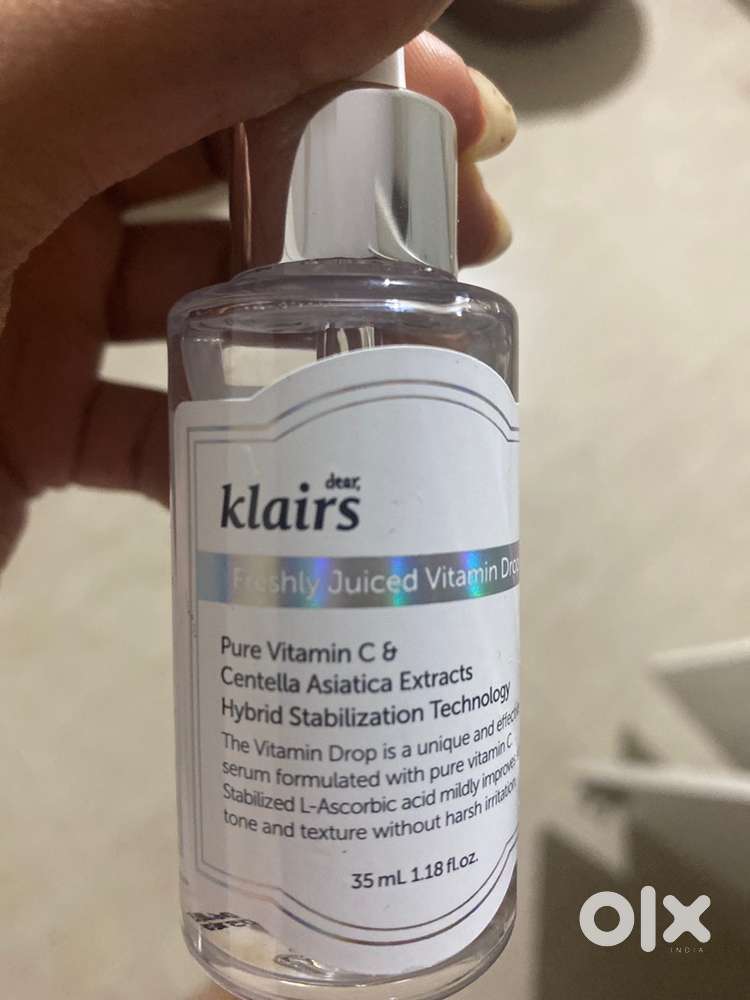 dear,
klairs
Freshly Juiced Vitamin Drop
Pure Vitamin C &
Centella Asiatica Extracts
Hybrid Stabilization Technology
The Vitamin Drop is a unique and effective
serum formulated with pure vitamin C.
Stabilized L-Ascorbic acid mildly improves
tone and texture without harsh irritation.
35 mL 1.18 fl.oz.
olx
INDIA